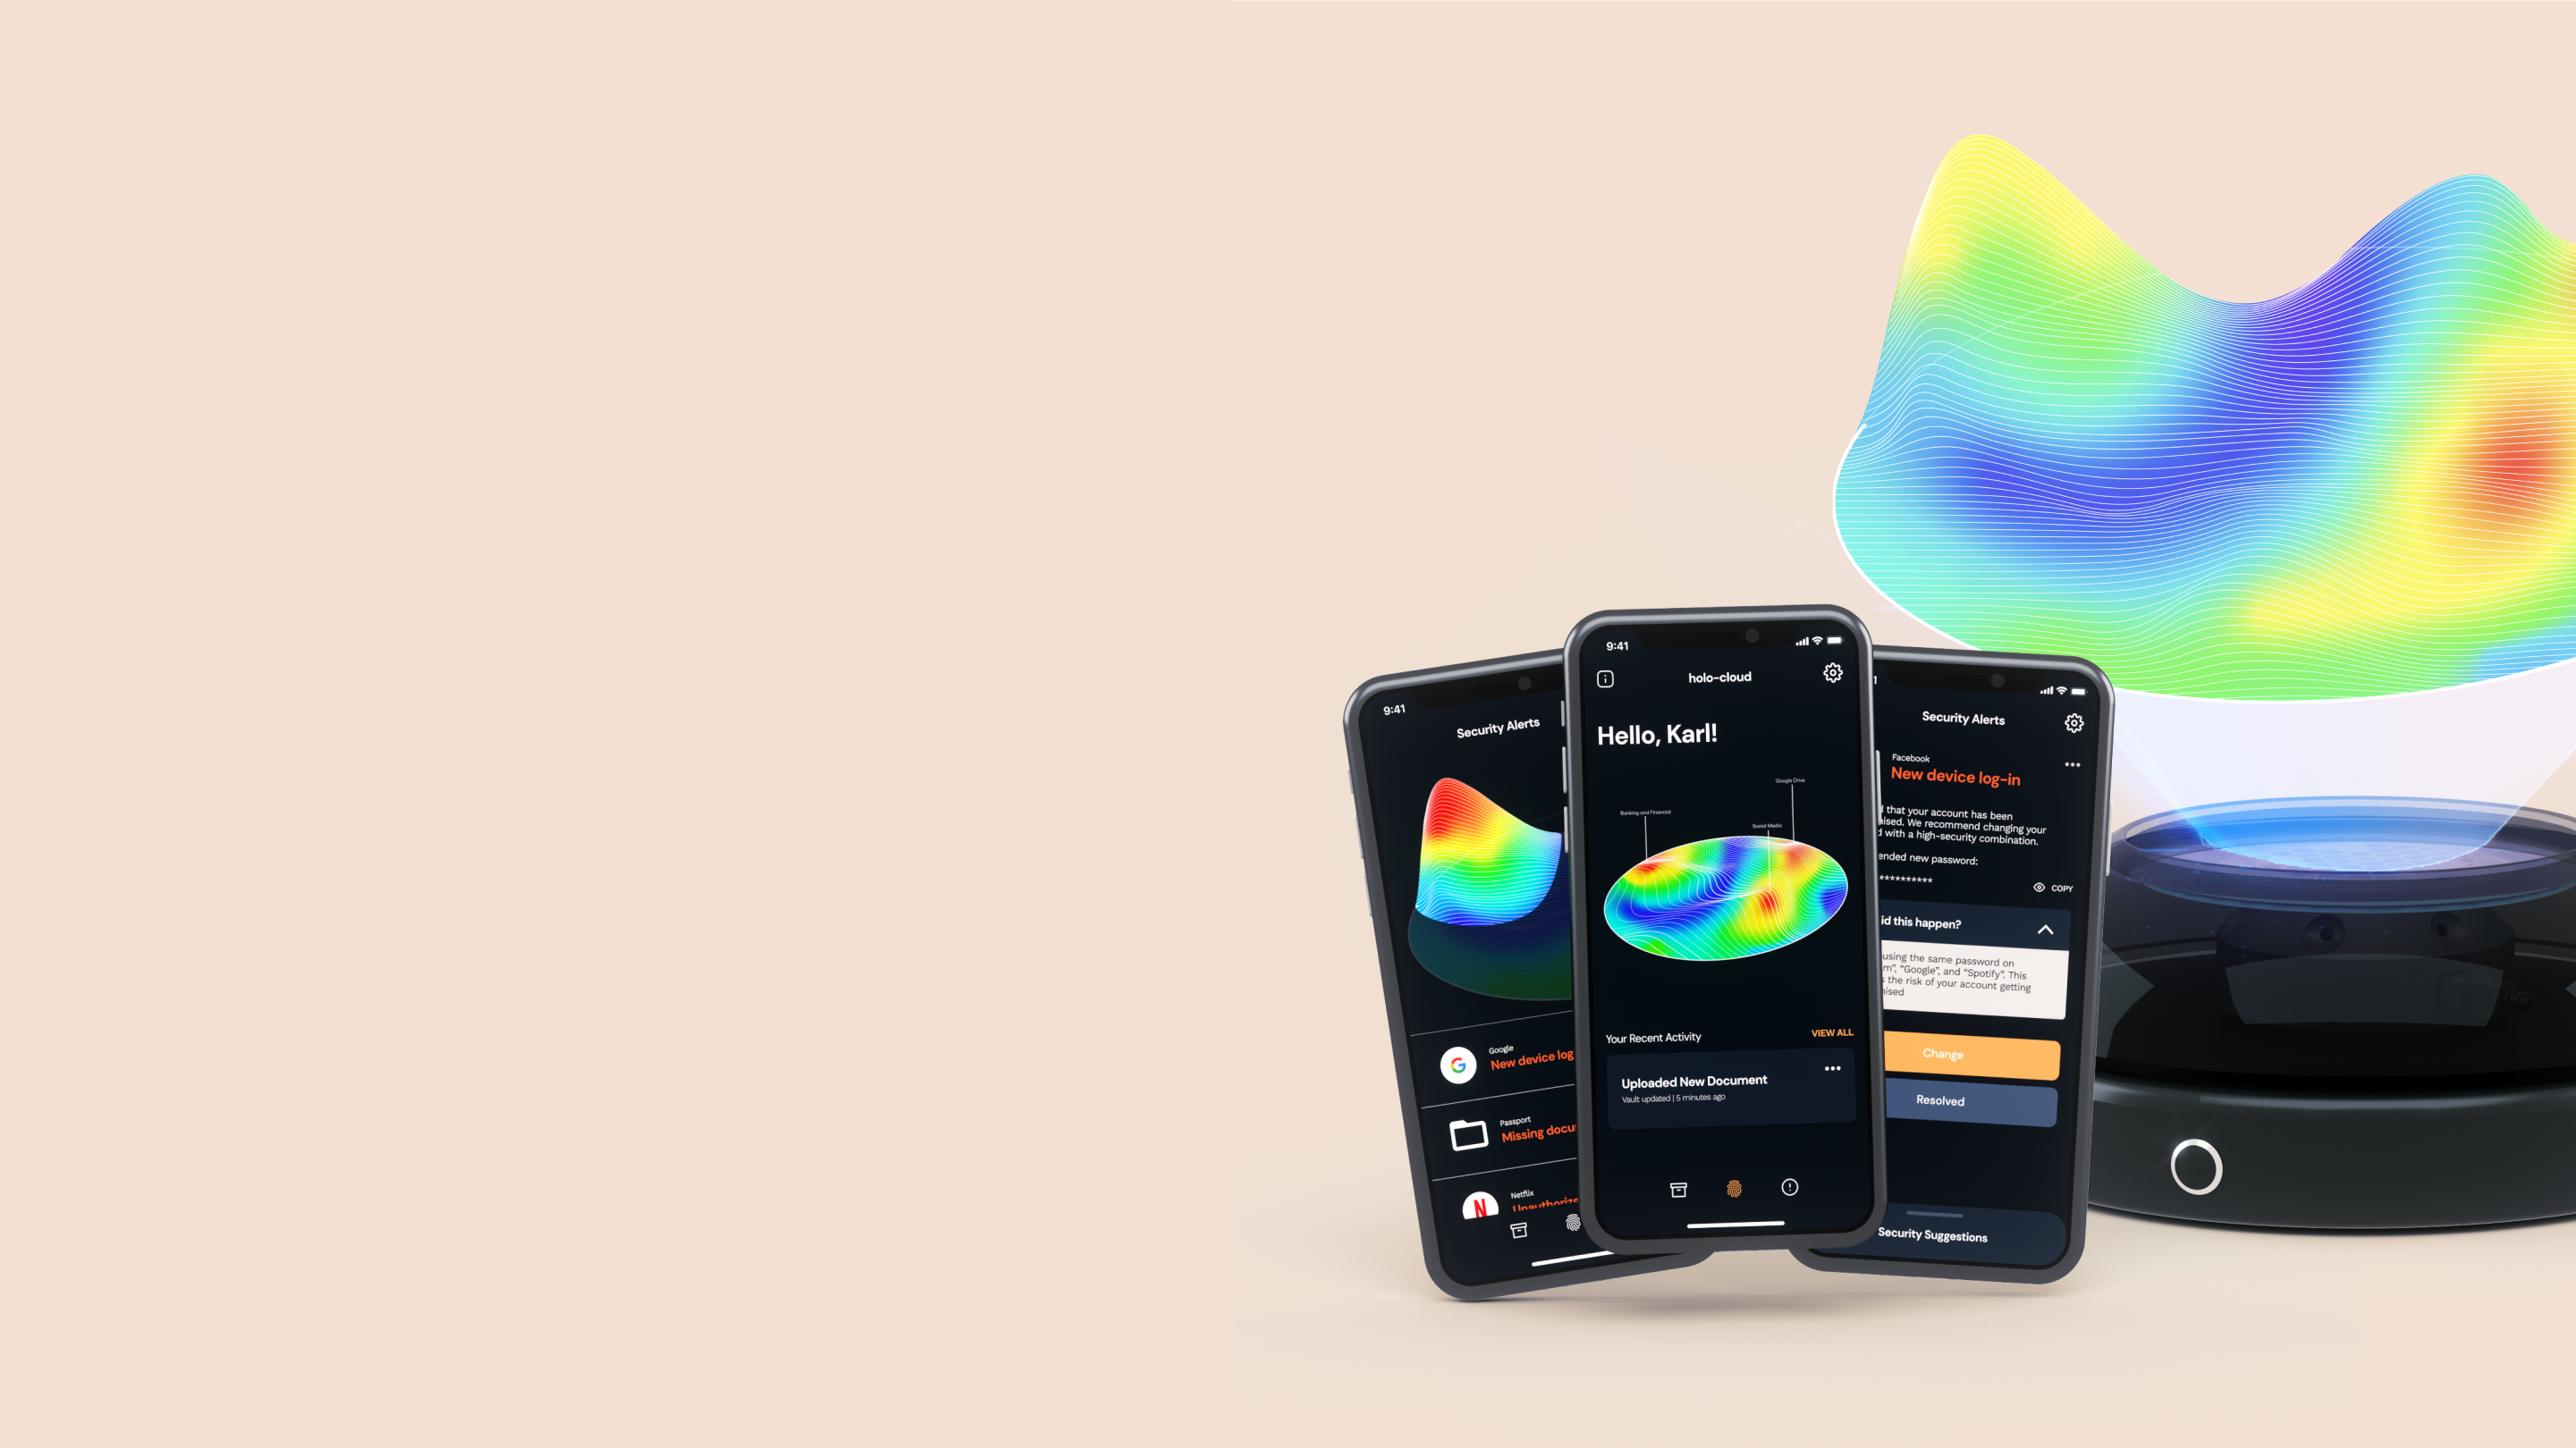 9:41
Security Alerts
Google
New device log
Passport
Missing docu
Netflix
9:41
holo-cloud
Hello, Karl!
Google Drive
Banking and Financial
Social Media
Your Recent Activity
VIEW ALL
Uploaded New Document
Vault updated | 5 minutes ago
Security Alerts
Facebook
New device log-in
that your account has been
ised. We recommend changing your
with a high-security combination.
ended new password:
**********
COPY
id this happen?
using the same password on
m”, “Google”, and “Spotify”. This
s the risk of your account getting
ised
Change
Resolved
Security Suggestions